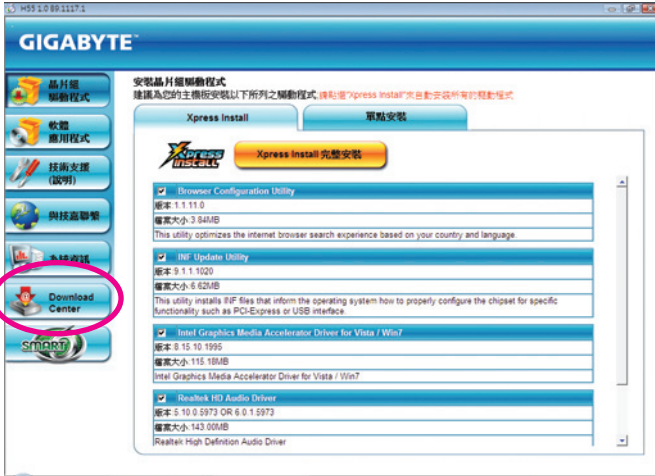 H55 1.0 B9.1117.1
GIGABYTE™
晶片組
驅動程式
軟體
應用程式
技術支援
(說明)
與技嘉聯繫
Download
Center
SMART
安裝晶片組驅動程式
建議為您的主機板安裝以下所列之驅動程式;請點選"Xpress Install"來自動安裝所有的驅動程式
Xpress Install
單點安裝
Xpress
INSTALL
Xpress Install 完整安裝
Browser Configuration Utility
版本:1.1.11.0
檔案大小:3.84MB
This utility optimizes the internet browser search experience based on your country and language
INF Update Utility
版本:9.1.1.1020
檔案大小:6.62MB
This utility installs INF files that inform the operating system how to properly configure the chipset for specific
functionality such as PCI-Express or USB interface.
Intel Graphics Media Accelerator Driver for Vista / Win7
版本:8.15.10.1995
檔案大小:115.18MB
Intel Graphics Media Accelerator Driver for Vista / Win7
Realtek HD Audio Driver
版本:5.10.0.5973 OR 6.0.1.5973
檔案大小:143.00MB
Realtek High Definition Audio Driver